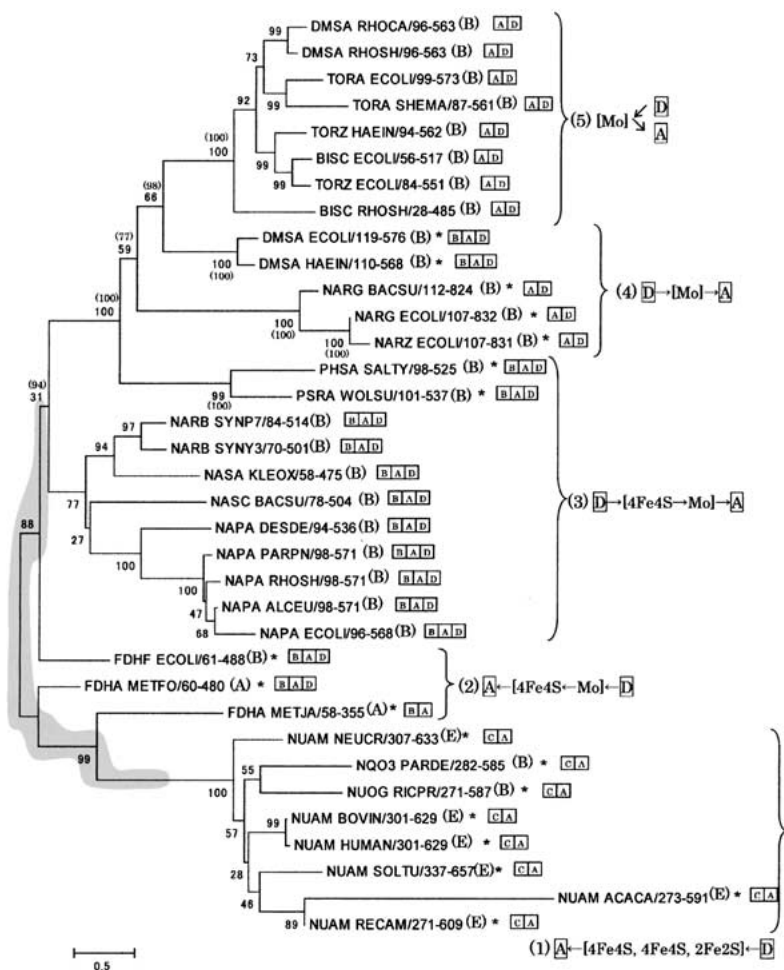 99 DMSA RHOCA/96-563 (B) A D
73 DMSA RHOSH/96-563 (B) A D
TORA ECOLI/99-573 (B) A D
92 99 TORA SHEMA/87-561 (B) A D
(5) [Mo] D A
(100) TORZ HAEIN/94-562 (B) A D
100 99 BISC ECOLI/56-517 (B) A D
(98) 99 TORZ ECOLI/84-551 (B) A D
66 BISC RHOSH/28-485 (B) A D
(77) DMSA ECOLI/119-576 (B) * B A D
59 100 DMSA HAEIN/110-568 (B) * B A D
(100)
NARG BACSU/112-824 (B) * A D
(4) D→[Mo]→A
(100) 100 NARG ECOLI/107-832 (B) * A D
100 (100) 100 NARZ ECOLI/107-831 (B) * A D
(100)
PHSA SALTY/98-525 (B) * B A D
(94) 99 PSRA WOLSU/101-537 (B) * B A D
31 (100)
97 NARB SYNP7/84-514 (B) B A D
94 NARB SYNY3/70-501 (B) B A D
77 NASA KLEOX/58-475 (B) B A D
NASC BACSU/78-504 (B) B A D
(3) D→[4Fe4S→Mo]→A
88 27 NAPA DESDE/94-536 (B) B A D
100 NAPA PARPN/98-571 (B) B A D
100 NAPA RHOSH/98-571 (B) B A D
47 NAPA ALCEU/98-571 (B) B A D
68 NAPA ECOLI/96-568 (B) B A D
FDHF ECOLI/61-488 (B) * B A D
FDHA METFO/60-480 (A) * B A D
(2) A←[4Fe4S←Mo]←D
FDHA METJA/58-355 (A) * B A
99 NUAM NEUCR/307-633 (E) * C A
100 55 NQO3 PARDE/282-585 (B) * C A
NUOG RICPR/271-587 (B) * C A
57 99 NUAM BOVIN/301-629 (E) * C A
NUAM HUMAN/301-629 (E) * C A
28 NUAM SOLTU/337-657 (E) * C A
46 NUAM ACACA/273-591 (E) * C A
89 NUAM RECAM/271-609 (E) * C A
(1) A←[4Fe4S, 4Fe4S, 2Fe2S]←D
0.5